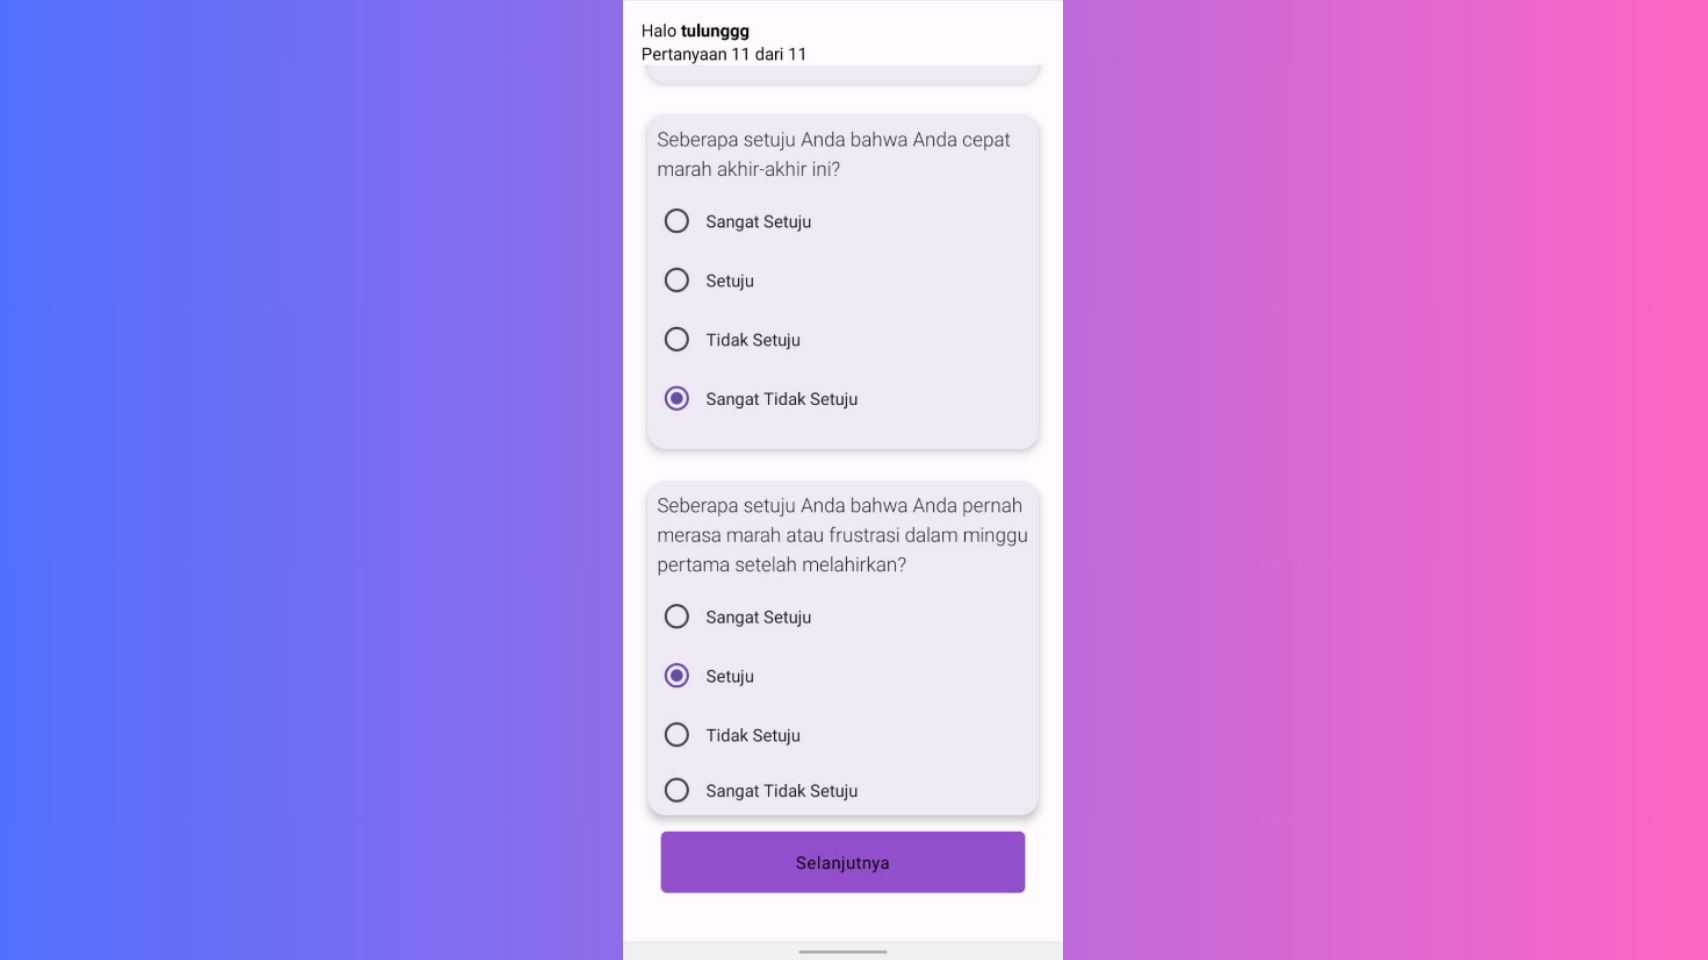 Halo tulunggg
Pertanyaan 11 dari 11
Seberapa setuju Anda bahwa Anda cepat
marah akhir-akhir ini?
Sangat Setuju
Setuju
Tidak Setuju
Sangat Tidak Setuju
Seberapa setuju Anda bahwa Anda pernah
merasa marah atau frustrasi dalam minggu
pertama setelah melahirkan?
Sangat Setuju
Setuju
Tidak Setuju
Sangat Tidak Setuju
Selanjutnya